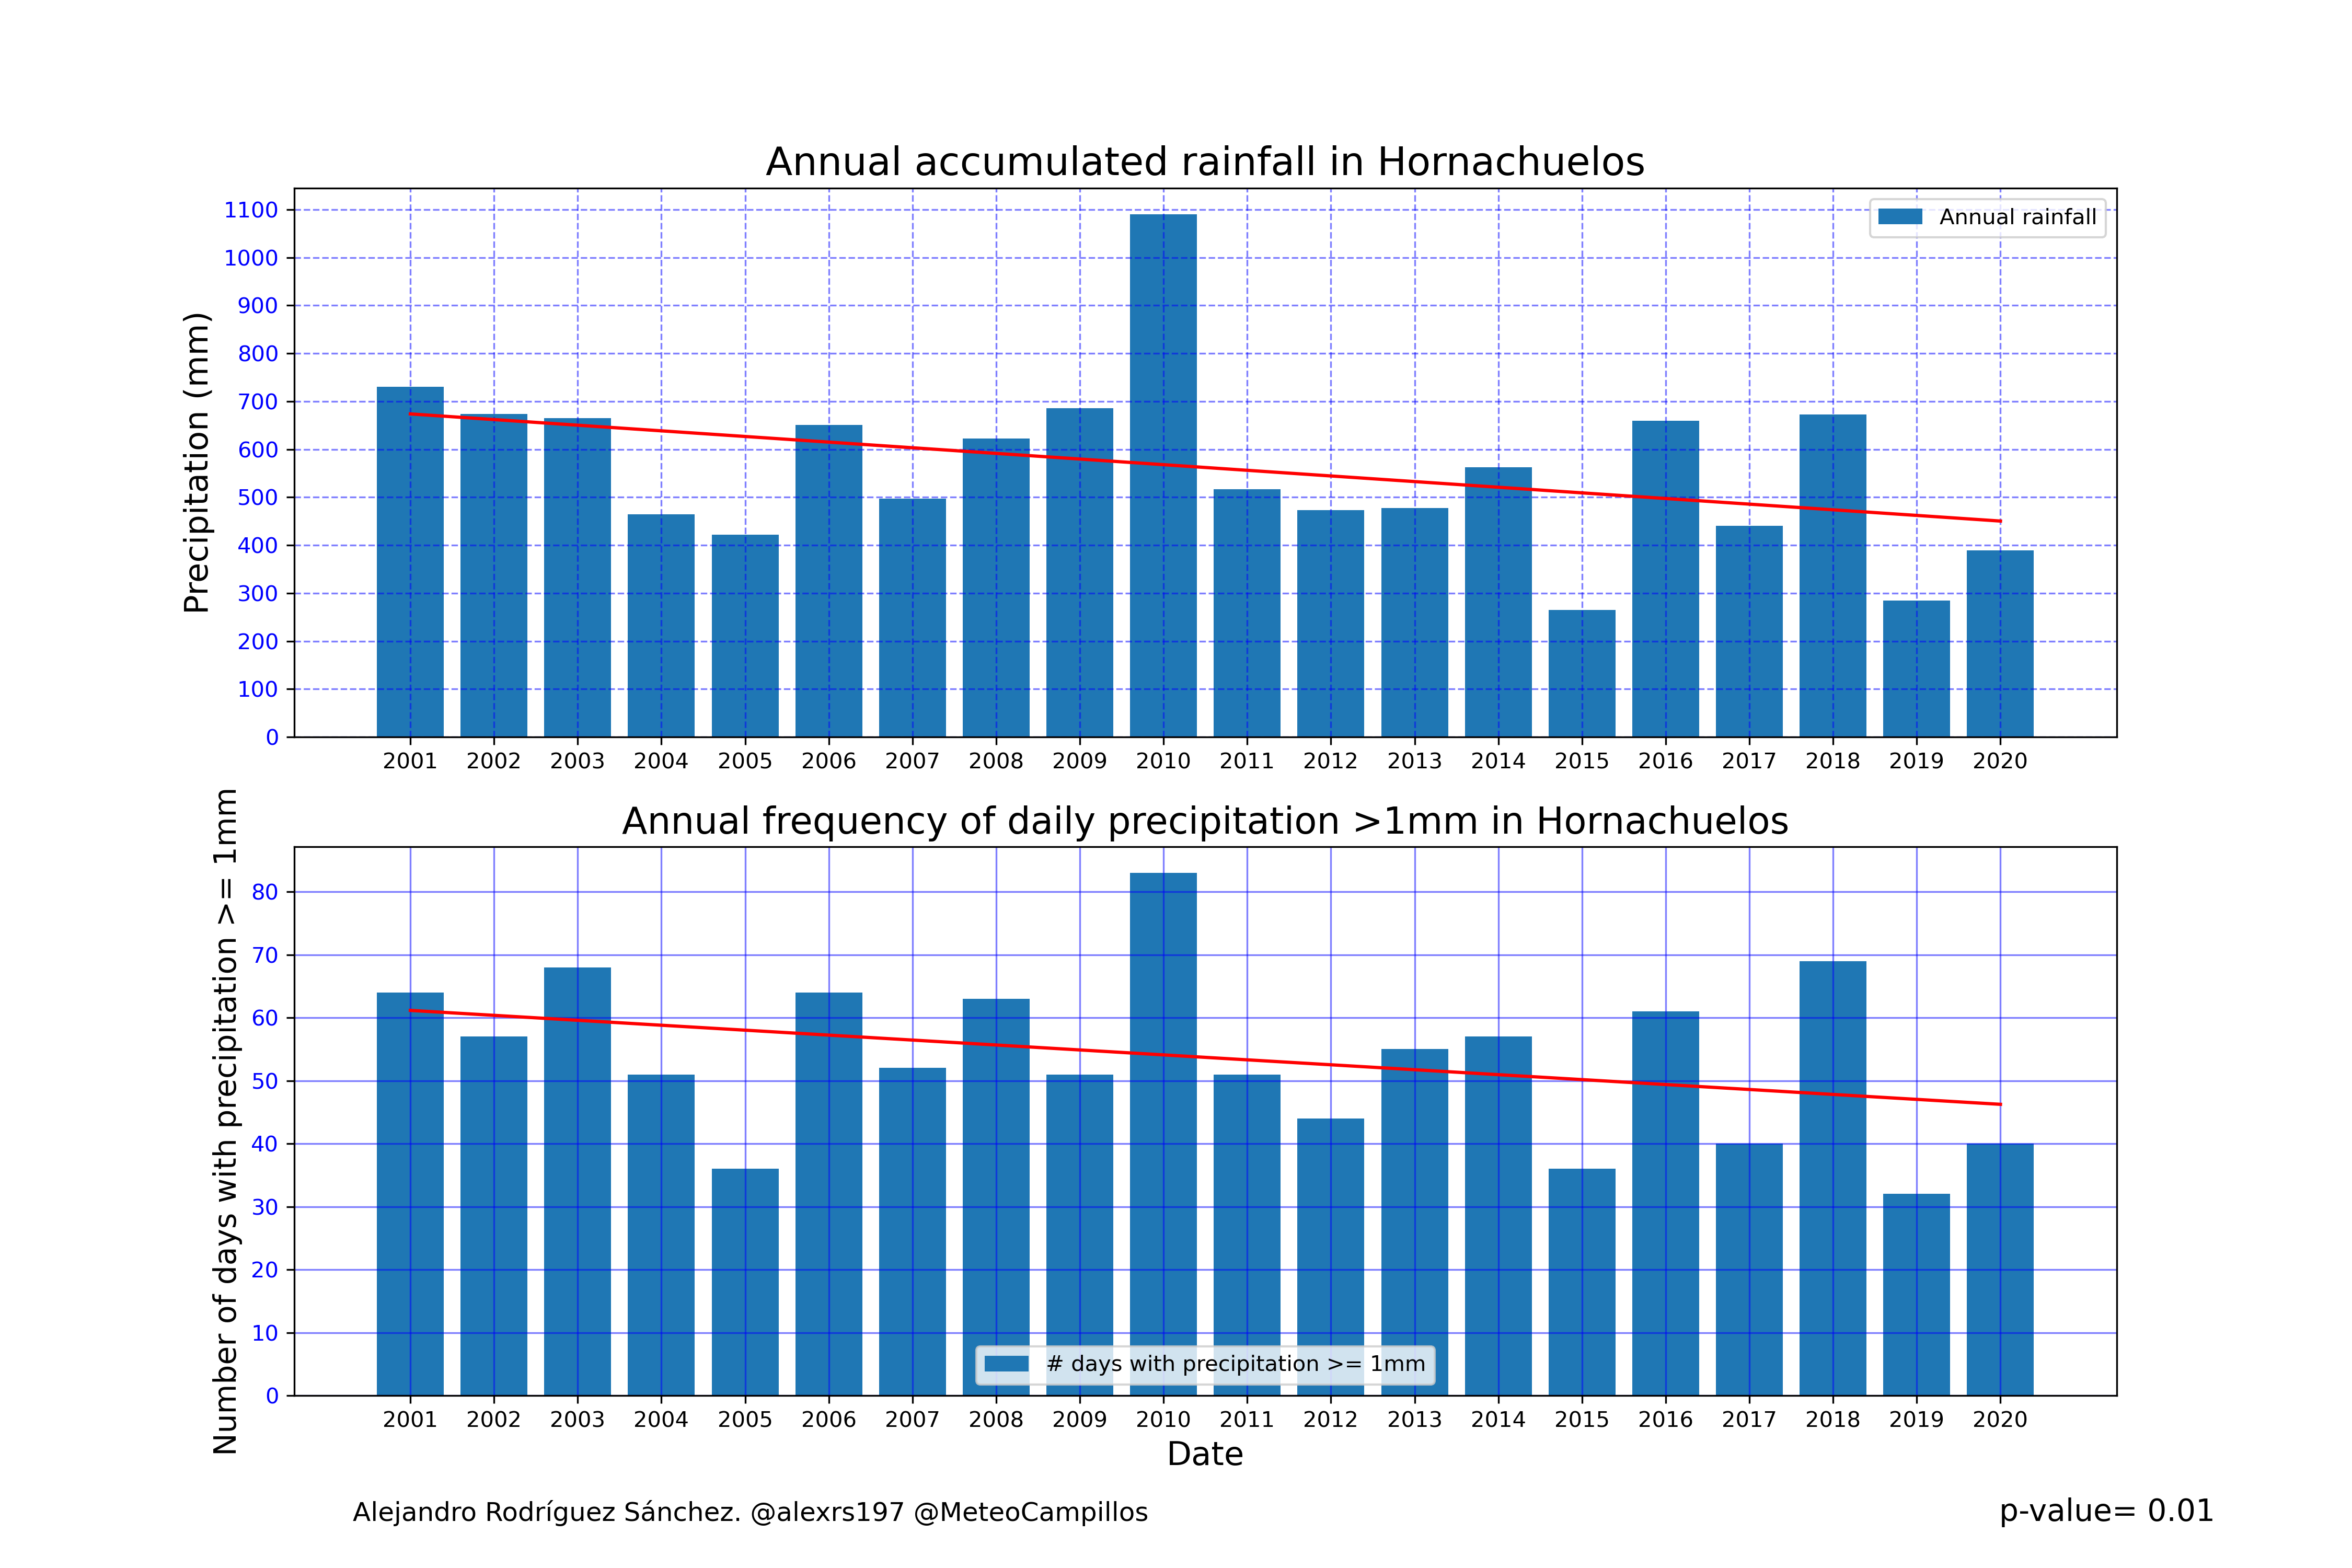 Annual accumulated rainfall in Hornachuelos
Precipitation (mm)
1100
1000
900
800
700
600
500
400
300
200
100
0
Annual rainfall
2001 2002 2003 2004 2005 2006 2007 2008 2009 2010 2011 2012 2013 2014 2015 2016 2017 2018 2019 2020
Annual frequency of daily precipitation >1mm in Hornachuelos
Number of days with precipitation >= 1mm
80
70
60
50
40
30
20
10
0
# days with precipitation >= 1mm
2001 2002 2003 2004 2005 2006 2007 2008 2009 2010 2011 2012 2013 2014 2015 2016 2017 2018 2019 2020
Date
Alejandro Rodríguez Sánchez. @alexrs197 @MeteoCampillos
p-value= 0.01